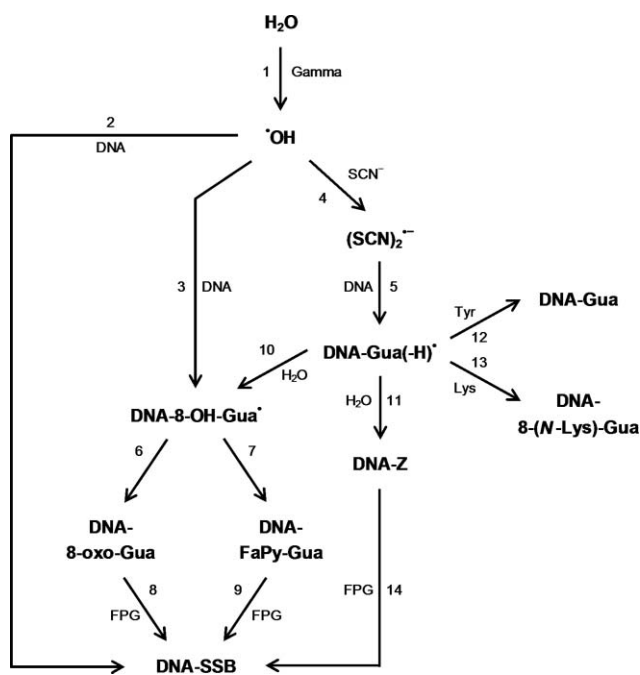 H₂O
1 Gamma
2
DNA
•OH
SCN⁻
4
(SCN)₂•−
3 DNA
DNA 5
Tyr
12
DNA-Gua
DNA-Gua(-H)•
13
Lys
DNA-
8-(N-Lys)-Gua
10
H₂O
H₂O 11
DNA-8-OH-Gua•
6 7
DNA-Z
DNA-
8-oxo-Gua
DNA-
FaPy-Gua
8
FPG
9
FPG
FPG 14
DNA-SSB